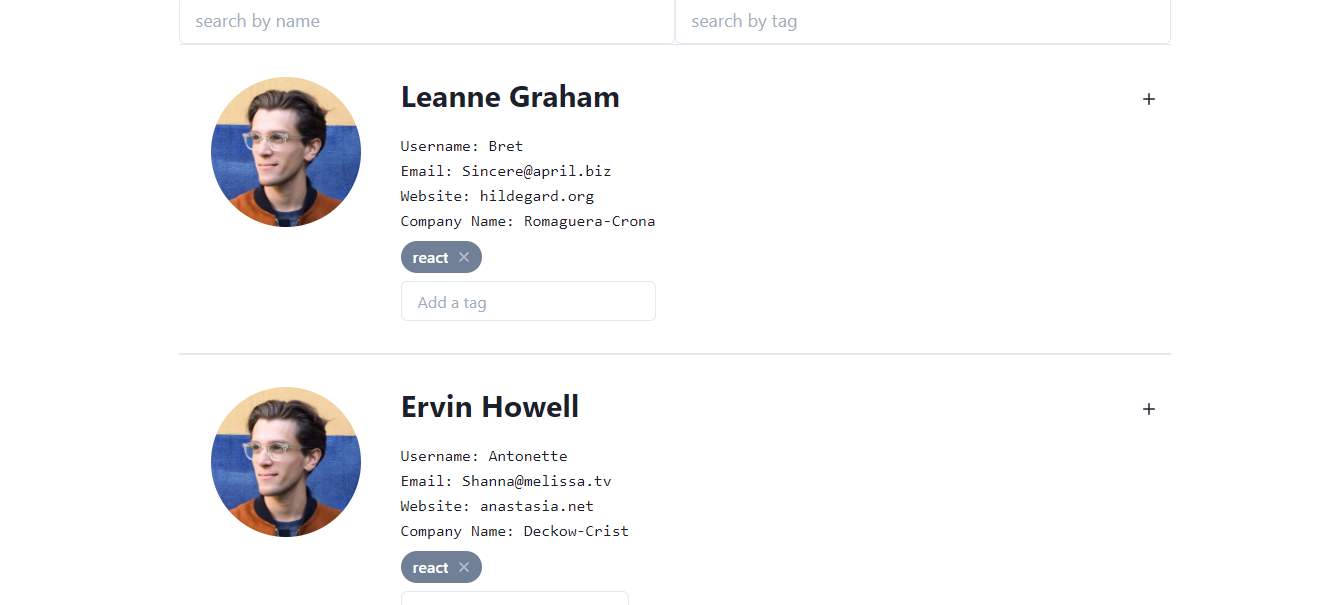 search by name search by tag
Leanne Graham
Username: Bret
Email: Sincere@april.biz
Website: hildegard.org
Company Name: Romaguera-Crona
react
Add a tag
Ervin Howell
Username: Antonette
Email: Shanna@melissa.tv
Website: anastasia.net
Company Name: Deckow-Crist
react